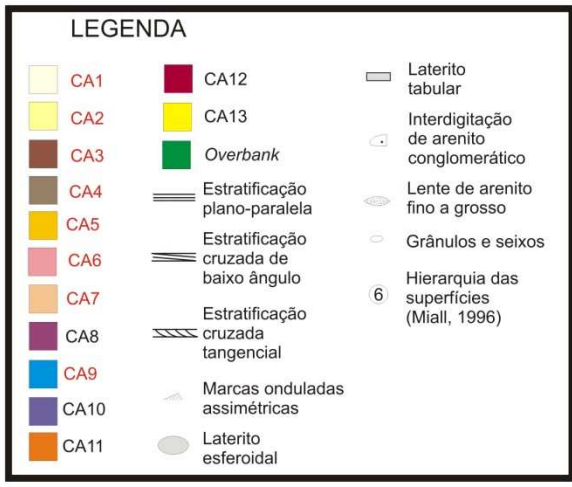 LEGENDA
CA1
CA2
CA3
CA4
CA5
CA6
CA7
CA8
CA9
CA10
CA11
CA12
CA13
Overbank
Estratificação
plano-paralela
Estratificação
cruzada de
baixo ângulo
Estratificação
cruzada
tangencial
Marcas onduladas
assimétricas
Laterito
esferoidal
Laterito
tabular
Interdigitação
de arenito
conglomerático
Lente de arenito
fino a grosso
Grânulos e seixos
6
Hierarquia das
superfícies
(Miall, 1996)